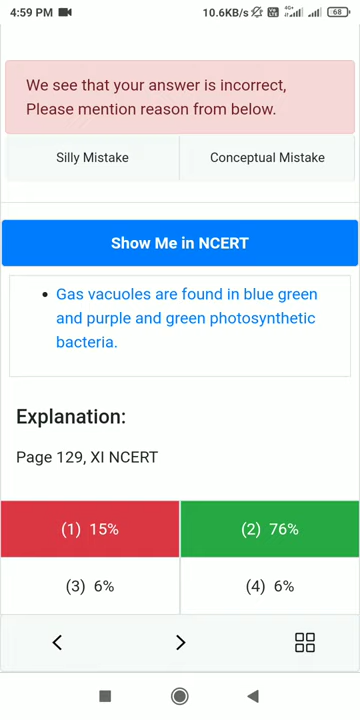 4:59 PM
10.6KB/s 4G 68
We see that your answer is incorrect,
Please mention reason from below.
Silly Mistake
Conceptual Mistake
Show Me in NCERT
• Gas vacuoles are found in blue green
and purple and green photosynthetic
bacteria.
Explanation:
Page 129, XI NCERT
(1) 15%
(2) 76%
(3) 6%
(4) 6%